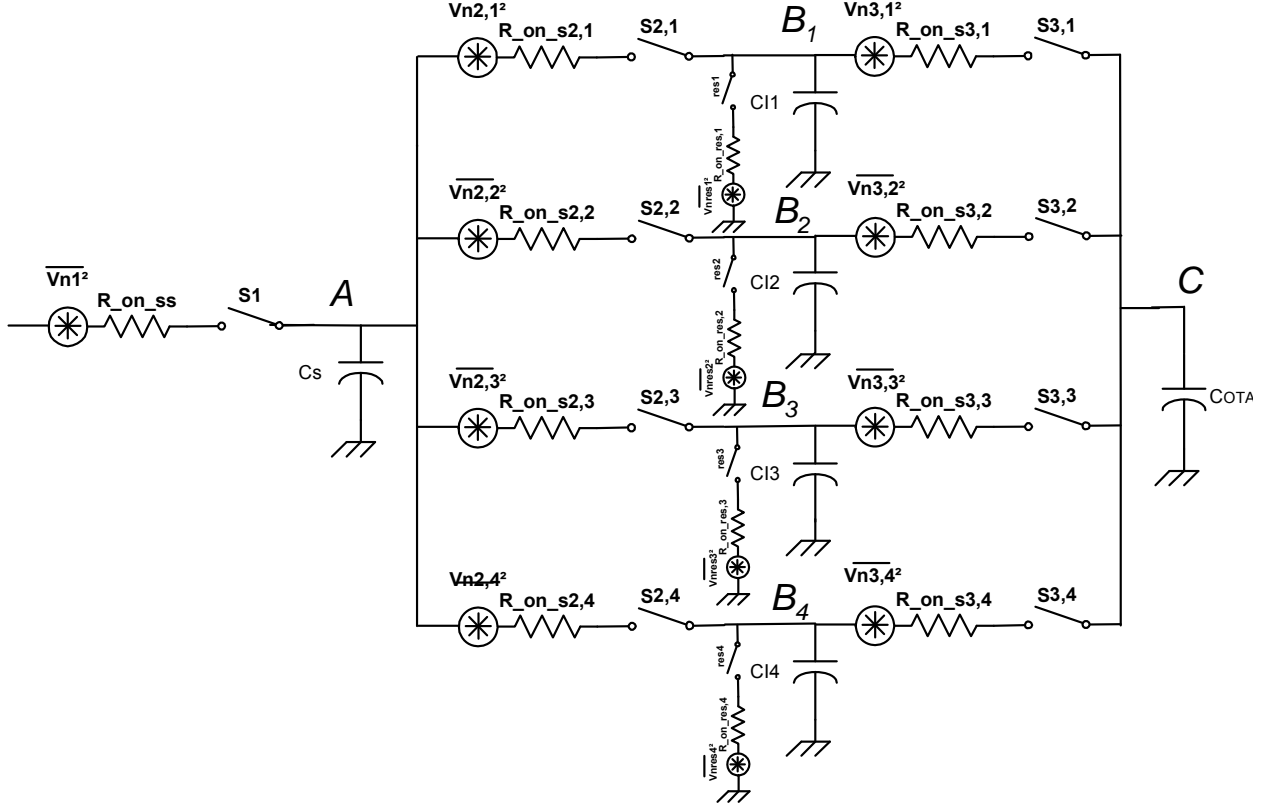 Vn2,1²
R_on_s2,1
S2,1
B1
Vn3,1²
R_on_s3,1
S3,1
res1
CI1
R_on_res,1
Vnres1²
Vn2,2²
R_on_s2,2
S2,2
B2
Vn3,2²
R_on_s3,2
S3,2
res2
CI2
R_on_res,2
Vnres2²
Vn1²
R_on_ss
S1
A
Cs
C
COTA
Vn2,3²
R_on_s2,3
S2,3
B3
Vn3,3²
R_on_s3,3
S3,3
res3
CI3
R_on_res,3
Vnres3²
Vn2,4²
R_on_s2,4
S2,4
B4
Vn3,4²
R_on_s3,4
S3,4
res4
CI4
R_on_res,4
Vnres4²